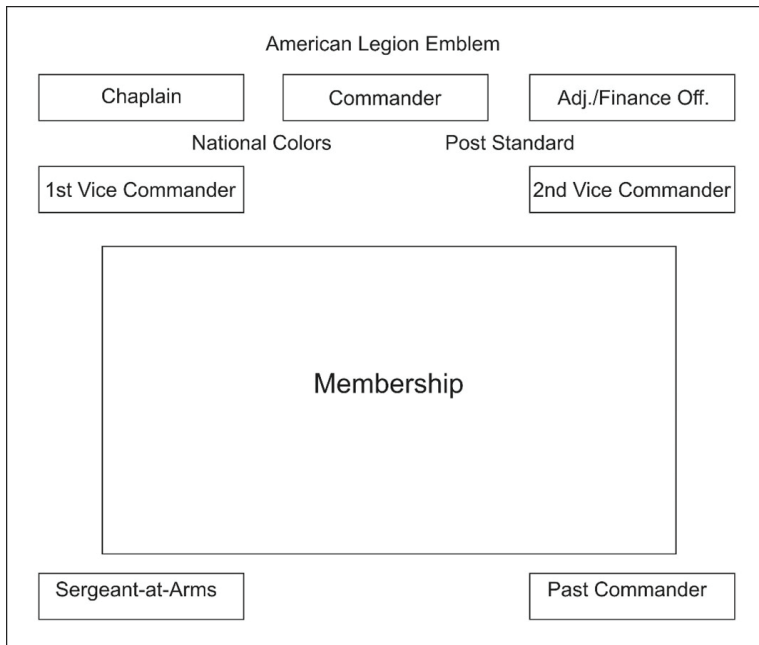 American Legion Emblem
Chaplain
Commander
Adj./Finance Off.
National Colors
Post Standard
1st Vice Commander
2nd Vice Commander
Membership
Sergeant-at-Arms
Past Commander